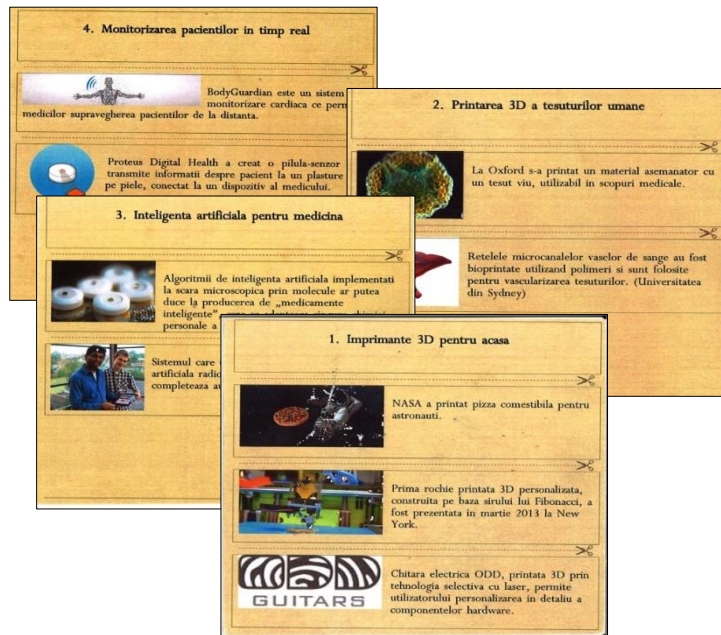 4. Monitorizarea pacientilor in timp real
BodyGuardian este un sistem
monitorizare cardiaca ce
medicilor supravegherea pacientilor de la distanta.
Proteus Digital Health a creat o pilula-senzor
transmite informatii despre pacient la un plasture
pe piele, conectat la un dispozitiv al medicului.
2. Printarea 3D a tesuturilor umane
La Oxford s-a printat un material asemanator cu
un tesut viu, utilizabil in scopuri medicale.
Retelele microcanalelor vaselor de sange au fost
bioprintate utilizand polimeri si sunt folosite
pentru vascularizarea tesuturilor. (Universitatea
din Sydney)
3. Inteligenta artificiala pentru medicina
Algoritmii de inteligenta artificiala implementati
la scara microscopica prin molecule ar putea
duce la producerea de „medicamente
inteligente"
personale a
Sistemul care
artificiala
completeaza
1. Imprimante 3D pentru acasa
NASA a printat pizza comestibila pentru
astronauti.
Prima rochie printata 3D personalizata,
construita pe baza sirului lui Fibonacci, a
fost prezentata in martie 2013 la New
York.
ODD
GUITARS
Chitara electrica ODD, printata 3D prin
tehnologia selectiva cu laser, permite
utilizatorului personalizarea in detaliu a
componentelor hardware.